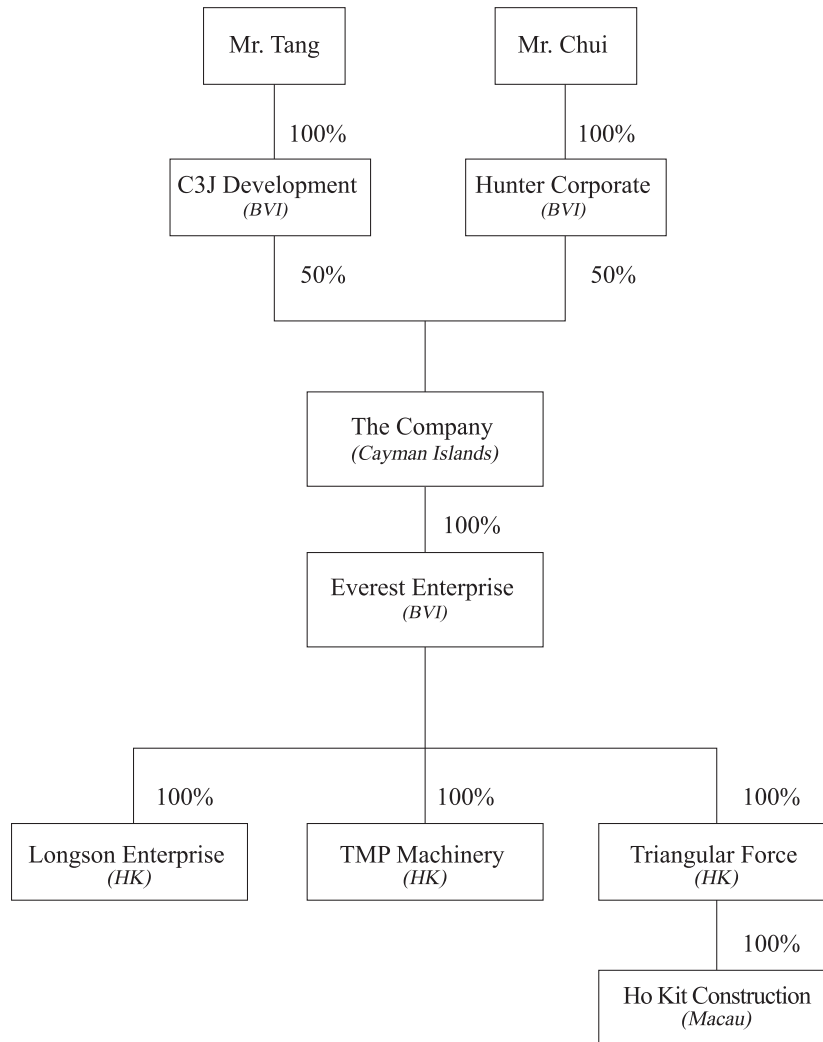 Mr. Tang
Mr. Chui
100%
100%
C3J Development
(BVI)
Hunter Corporate
(BVI)
50%
50%
The Company
(Cayman Islands)
100%
Everest Enterprise
(BVI)
100%
100%
100%
Longson Enterprise
(HK)
TMP Machinery
(HK)
Triangular Force
(HK)
100%
Ho Kit Construction
(Macau)